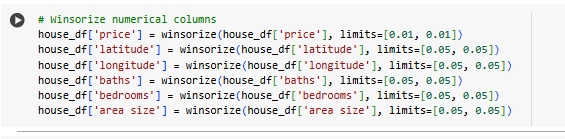 # Winsorize numerical columns
house_df['price'] = winsorize(house_df['price'], limits=[0.01, 0.01])
house_df['latitude'] = winsorize(house_df['latitude'], limits=[0.05, 0.05])
house_df['longitude'] = winsorize(house_df['longitude'], limits=[0.05, 0.05])
house_df['baths'] = winsorize(house_df['baths'], limits=[0.05, 0.05])
house_df['bedrooms'] = winsorize(house_df['bedrooms'], limits=[0.05, 0.05])
house_df['area size'] = winsorize(house_df['area size'], limits=[0.05, 0.05])